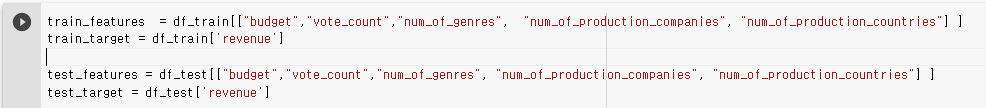 train_features  = df_train[["budget","vote_count","num_of_genres",  "num_of_production_companies", "num_of_production_countries"] ]
train_target = df_train['revenue']
test_features = df_test[["budget","vote_count","num_of_genres", "num_of_production_companies", "num_of_production_countries"] ]
test_target = df_test['revenue']